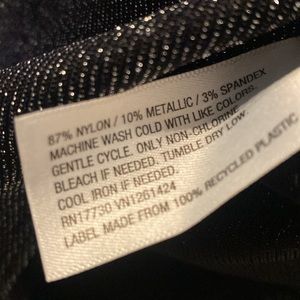 87% NYLON / 10% METALLIC / 3% SPANDEX
MACHINE WASH COLD WITH LIKE COLORS.
GENTLE CYCLE. ONLY NON-CHLORINE
BLEACH IF NEEDED. TUMBLE DRY LOW.
COOL IRON IF NEEDED.
RN17730 VN1261424
LABEL MADE FROM 100% RECYCLED PLASTIC